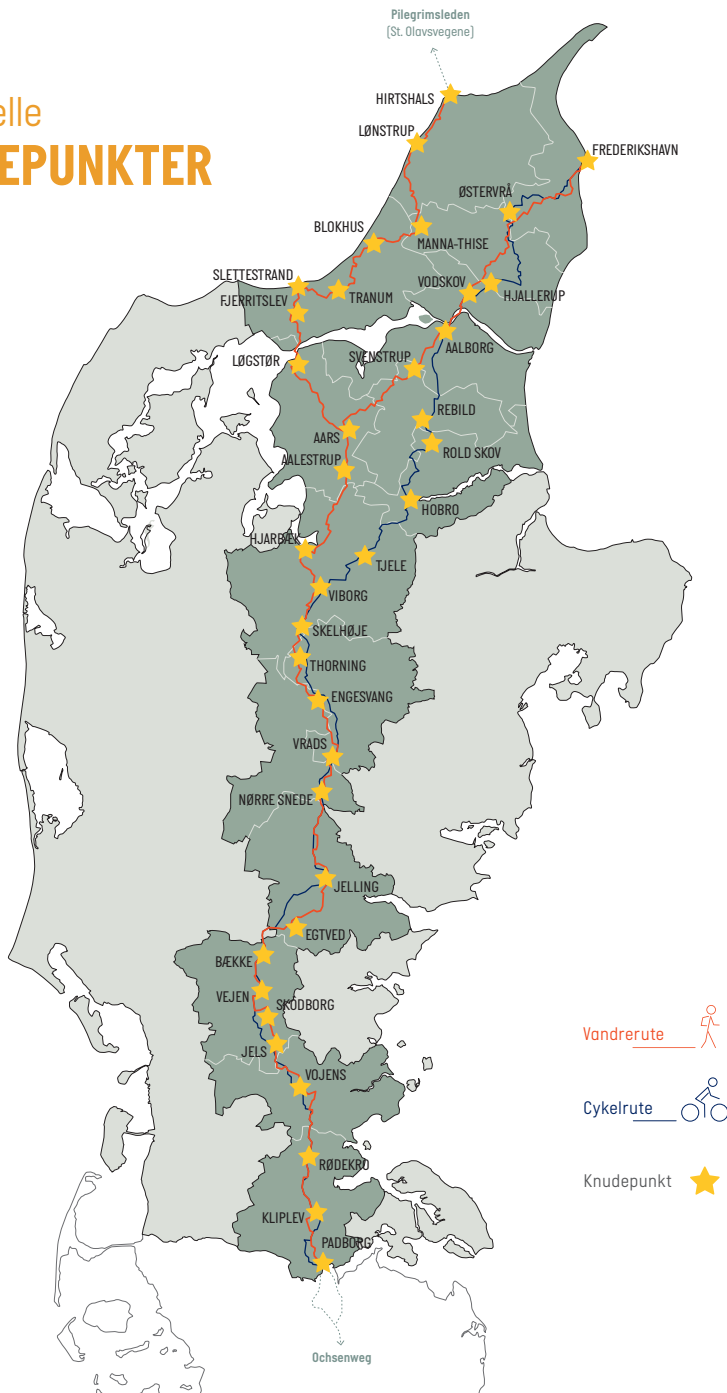 Pilegrimsleden
(St. Olavsvegene)
elle
EPUNKTER
HIRTSHALS
LØNSTRUP
FREDERIKSHAVN
ØSTERVRÅ
BLOKHUS
MANNA-THISE
SLETTESTRAND
VODSKOV
FJERRITSLEV
TRANUM
HJALLERUP
AALBORG
LØGSTØR
SVENSTRUP
REBILD
AARS
ROLD SKOV
AALESTRUP
HOBRO
HJARBÆK
TJELE
VIBORG
SKELHØJE
THORNING
ENGESVANG
VRADS
NØRRE SNEDE
JELLING
EGTVED
BÆKKE
VEJEN
SKODBORG
JELS
VOJENS
Vandrerute
Cykelrute
RØDEKRO
Knudepunkt
KLIPLEV
PADBORG
Ochsenweg